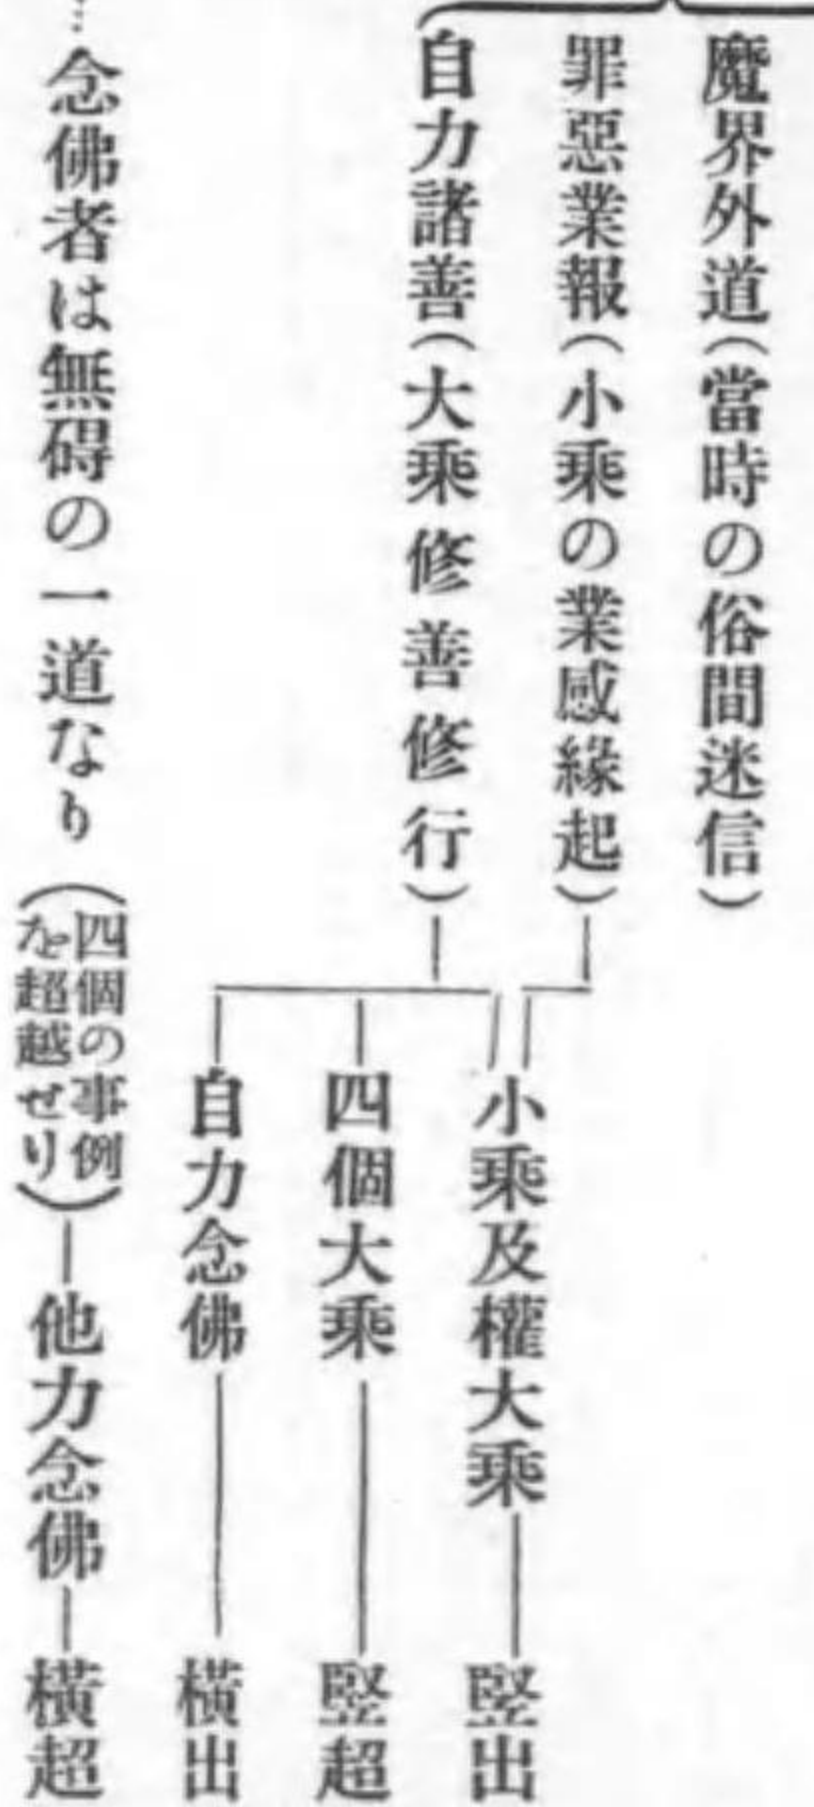 魔界外道（當時の俗間迷信）
罪惡業報（小乘の業感緣起）
自力諸善（大乘修善修行）
小乘及權大乘──竪出
四個大乘──竪超
自力念佛──橫出
…念佛者は無碍の一道なり（四個の事例
を超越せり）─他力念佛─橫超